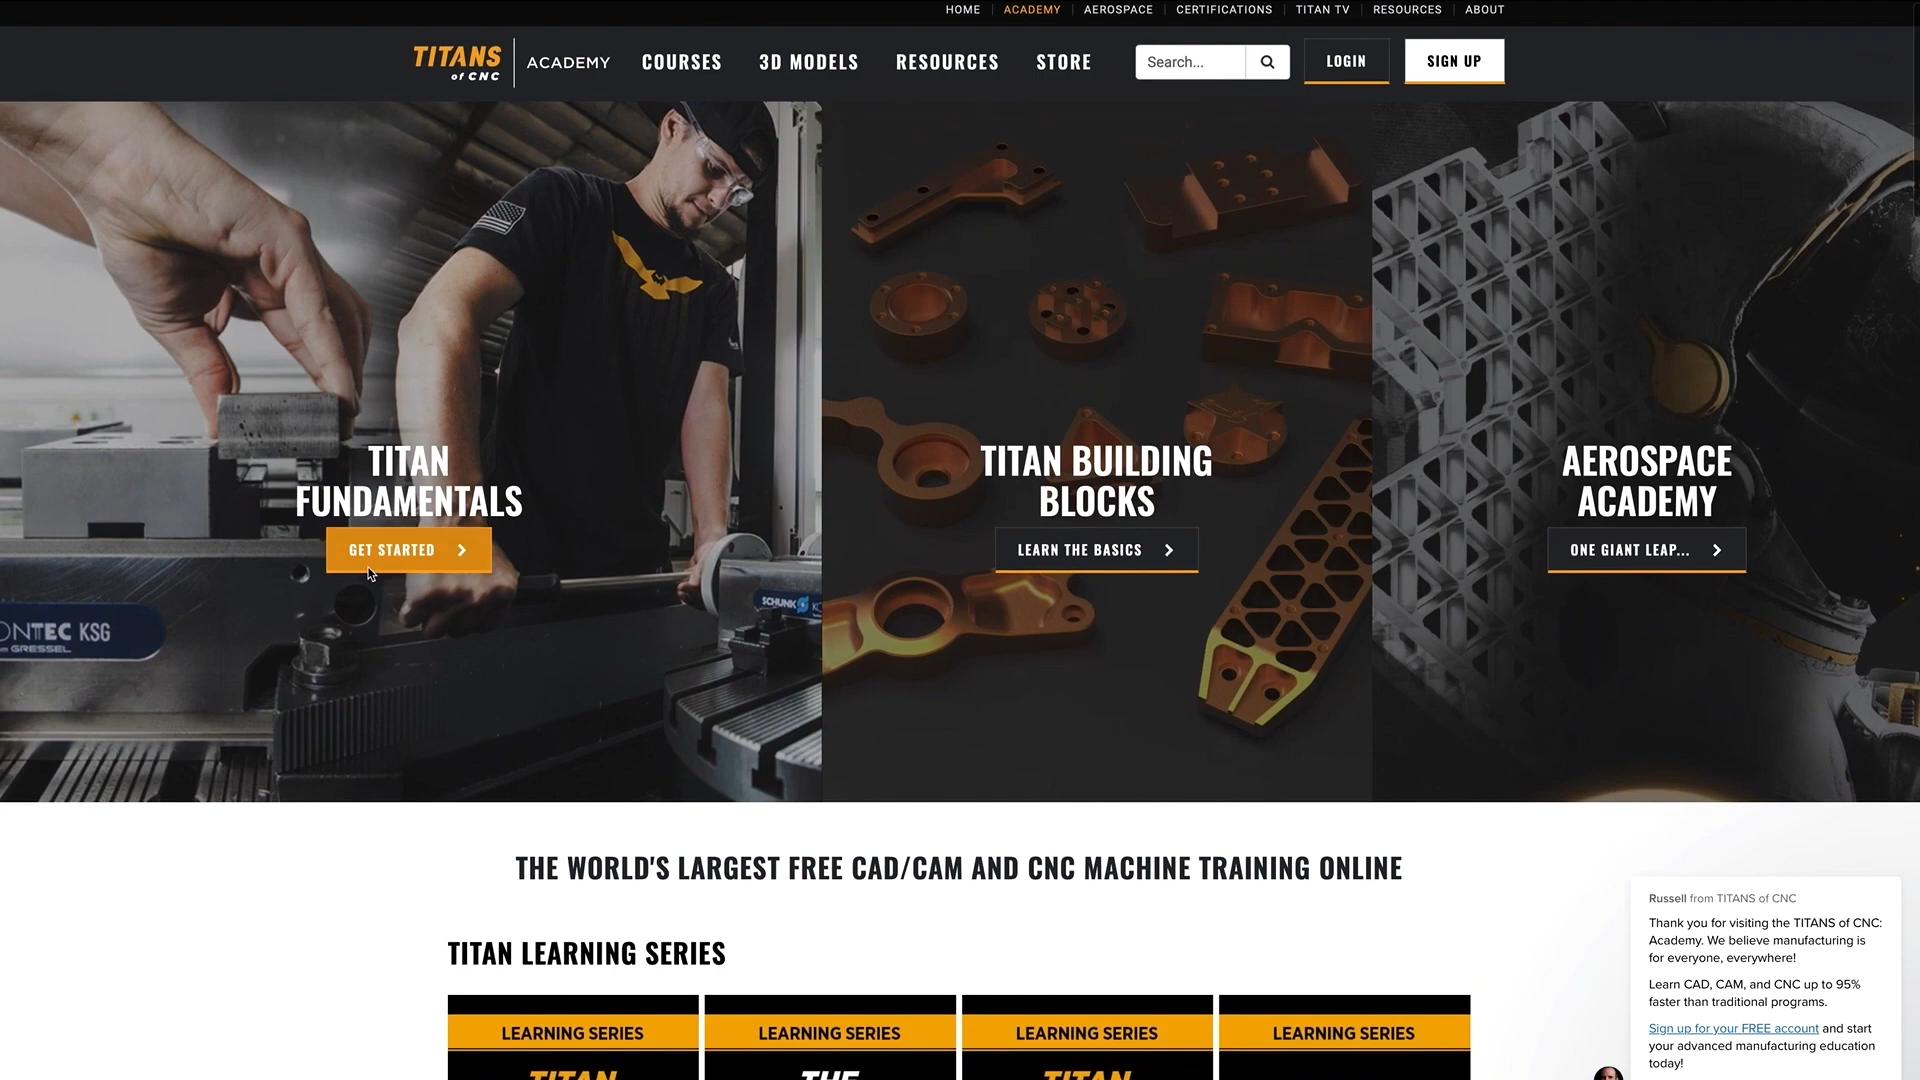 HOME ACADEMY AEROSPACE CERTIFICATIONS TITAN TV RESOURCES ABOUT
TITANS
of CNC
ACADEMY
COURSES 3D MODELS RESOURCES STORE
Search...
LOGIN
SIGN UP
TITAN
FUNDAMENTALS
GET STARTED
TITAN BUILDING
BLOCKS
LEARN THE BASICS
AEROSPACE
ACADEMY
ONE GIANT LEAP...
SCHUNK
ONTEC KSG
GRESSEL
THE WORLD'S LARGEST FREE CAD/CAM AND CNC MACHINE TRAINING ONLINE
TITAN LEARNING SERIES
LEARNING SERIES
TITAN
LEARNING SERIES
THE
LEARNING SERIES
TITAN
LEARNING SERIES
Russell from TITANS of CNC
Thank you for visiting the TITANS of CNC:
Academy. We believe manufacturing is
for everyone, everywhere!
Learn CAD, CAM, and CNC up to 95%
faster than traditional programs.
Sign up for your FREE account and start
your advanced manufacturing education
today!